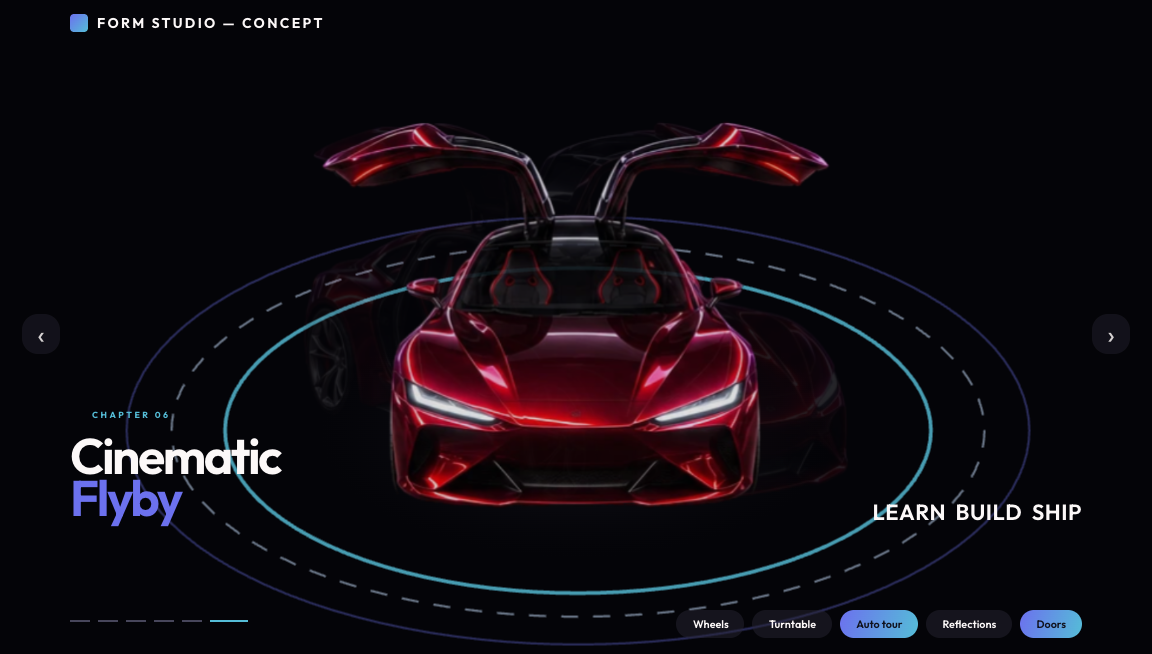 FORM STUDIO — CONCEPT
❮
❯
CHAPTER 06
Cinematic
Flyby
LEARN BUILD SHIP
Wheels Turntable Auto tour Reflections Doors